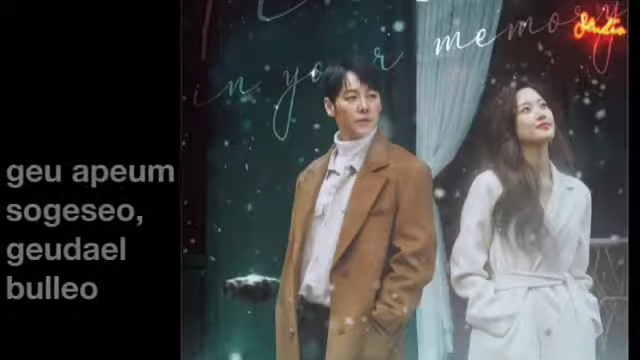 in your memory
geu apeum
sogeseo,
geudael
bulleo